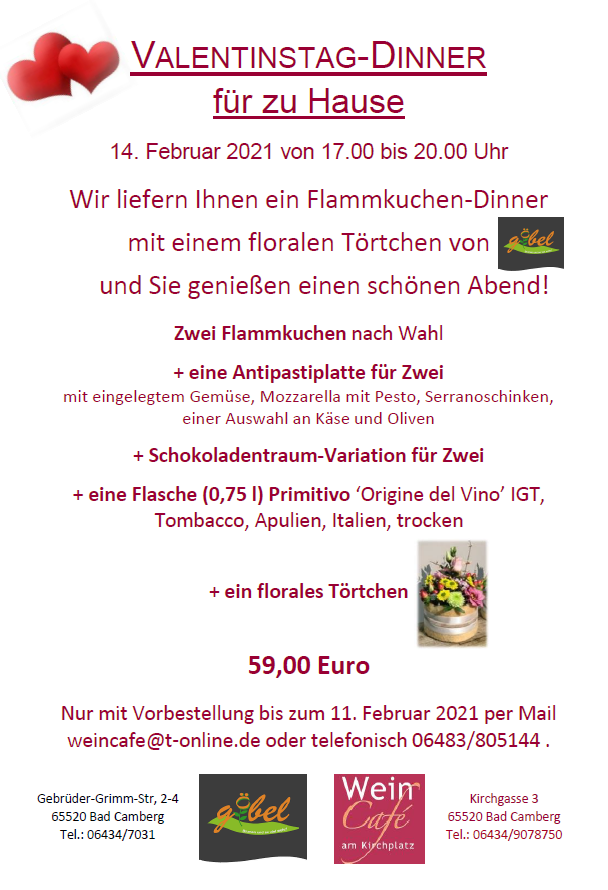 VALENTINSTAG-DINNER
für zu Hause
14. Februar 2021 von 17.00 bis 20.00 Uhr
Wir liefern Ihnen ein Flammkuchen-Dinner
mit einem floralen Törtchen von göbel
und Sie genießen einen schönen Abend!
Zwei Flammkuchen nach Wahl
+ eine Antipastiplatte für Zwei
mit eingelegtem Gemüse, Mozzarella mit Pesto, Serranoschinken,
einer Auswahl an Käse und Oliven
+ Schokoladentraum-Variation für Zwei
+ eine Flasche (0,75 l) Primitivo ‘Origine del Vino’ IGT,
Tombacco, Apulien, Italien, trocken
+ ein florales Törtchen
59,00 Euro
Nur mit Vorbestellung bis zum 11. Februar 2021 per Mail
weincafe@t-online.de oder telefonisch 06483/805144 .
Gebrüder-Grimm-Str, 2-4
65520 Bad Camberg
Tel.: 06434/7031
göbel
Wein
Café
am Kirchplatz
Kirchgasse 3
65520 Bad Camberg
Tel.: 06434/9078750